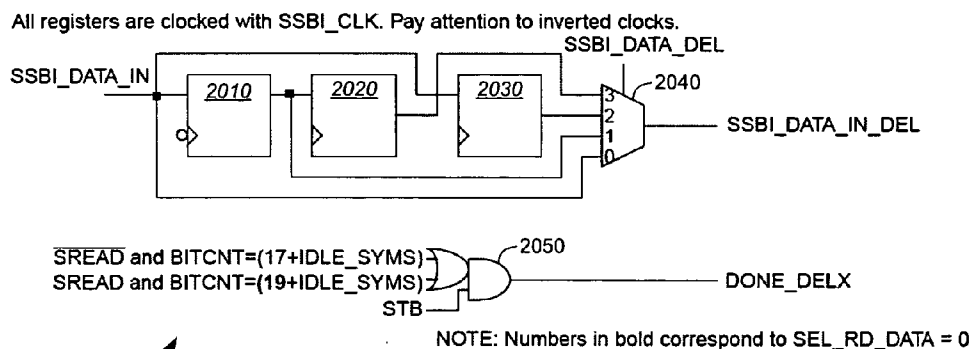 All registers are clocked with SSBI_CLK. Pay attention to inverted clocks.
SSBI_DATA_DEL
SSBI_DATA_IN
2010
2020
2030
2040
3
2
1
0
SSBI_DATA_IN_DEL
SREAD and BITCNT=(17+IDLE_SYMS)
SREAD and BITCNT=(19+IDLE_SYMS)
STB
2050
DONE_DELX
NOTE: Numbers in bold correspond to SEL_RD_DATA = 0